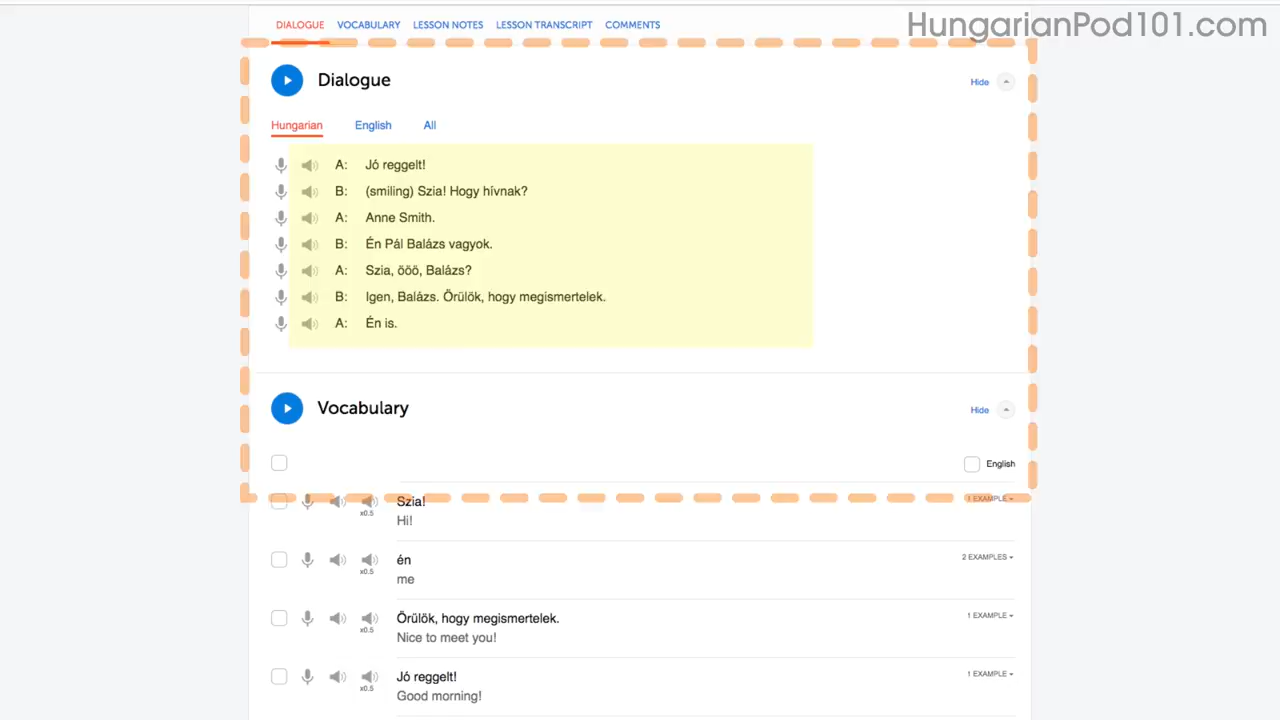 HungarianPod101.com
DIALOGUE VOCABULARY LESSON NOTES LESSON TRANSCRIPT COMMENTS
Dialogue Hide
Hungarian English All
A: Jó reggelt!
B: (smiling) Szia! Hogy hívnak?
A: Anne Smith.
B: Én Pál Balázs vagyok.
A: Szia, ööö, Balázs?
B: Igen, Balázs. Örülök, hogy megismertelek.
A: Én is.
Vocabulary Hide
English
Szia! 1 EXAMPLE
x0.5
Hi!
én 2 EXAMPLES
x0.5
me
Örülök, hogy megismertelek. 1 EXAMPLE
x0.5
Nice to meet you!
Jó reggelt! 1 EXAMPLE
x0.5
Good morning!